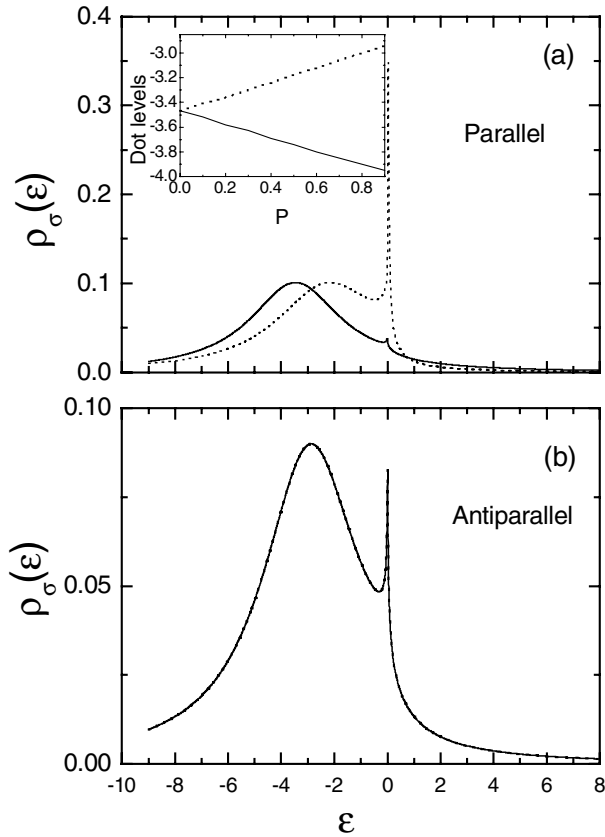 (a)
Parallel
0.4
0.3
0.2
0.1
0.0
ρσ(ε)
Dot levels
-3.0
-3.2
-3.4
-3.6
-3.8
-4.0
0.0 0.2 0.4 0.6 0.8
P
(b)
Antiparallel
0.10
0.05
0.00
ρσ(ε)
-10 -8 -6 -4 -2 0 2 4 6 8
ε